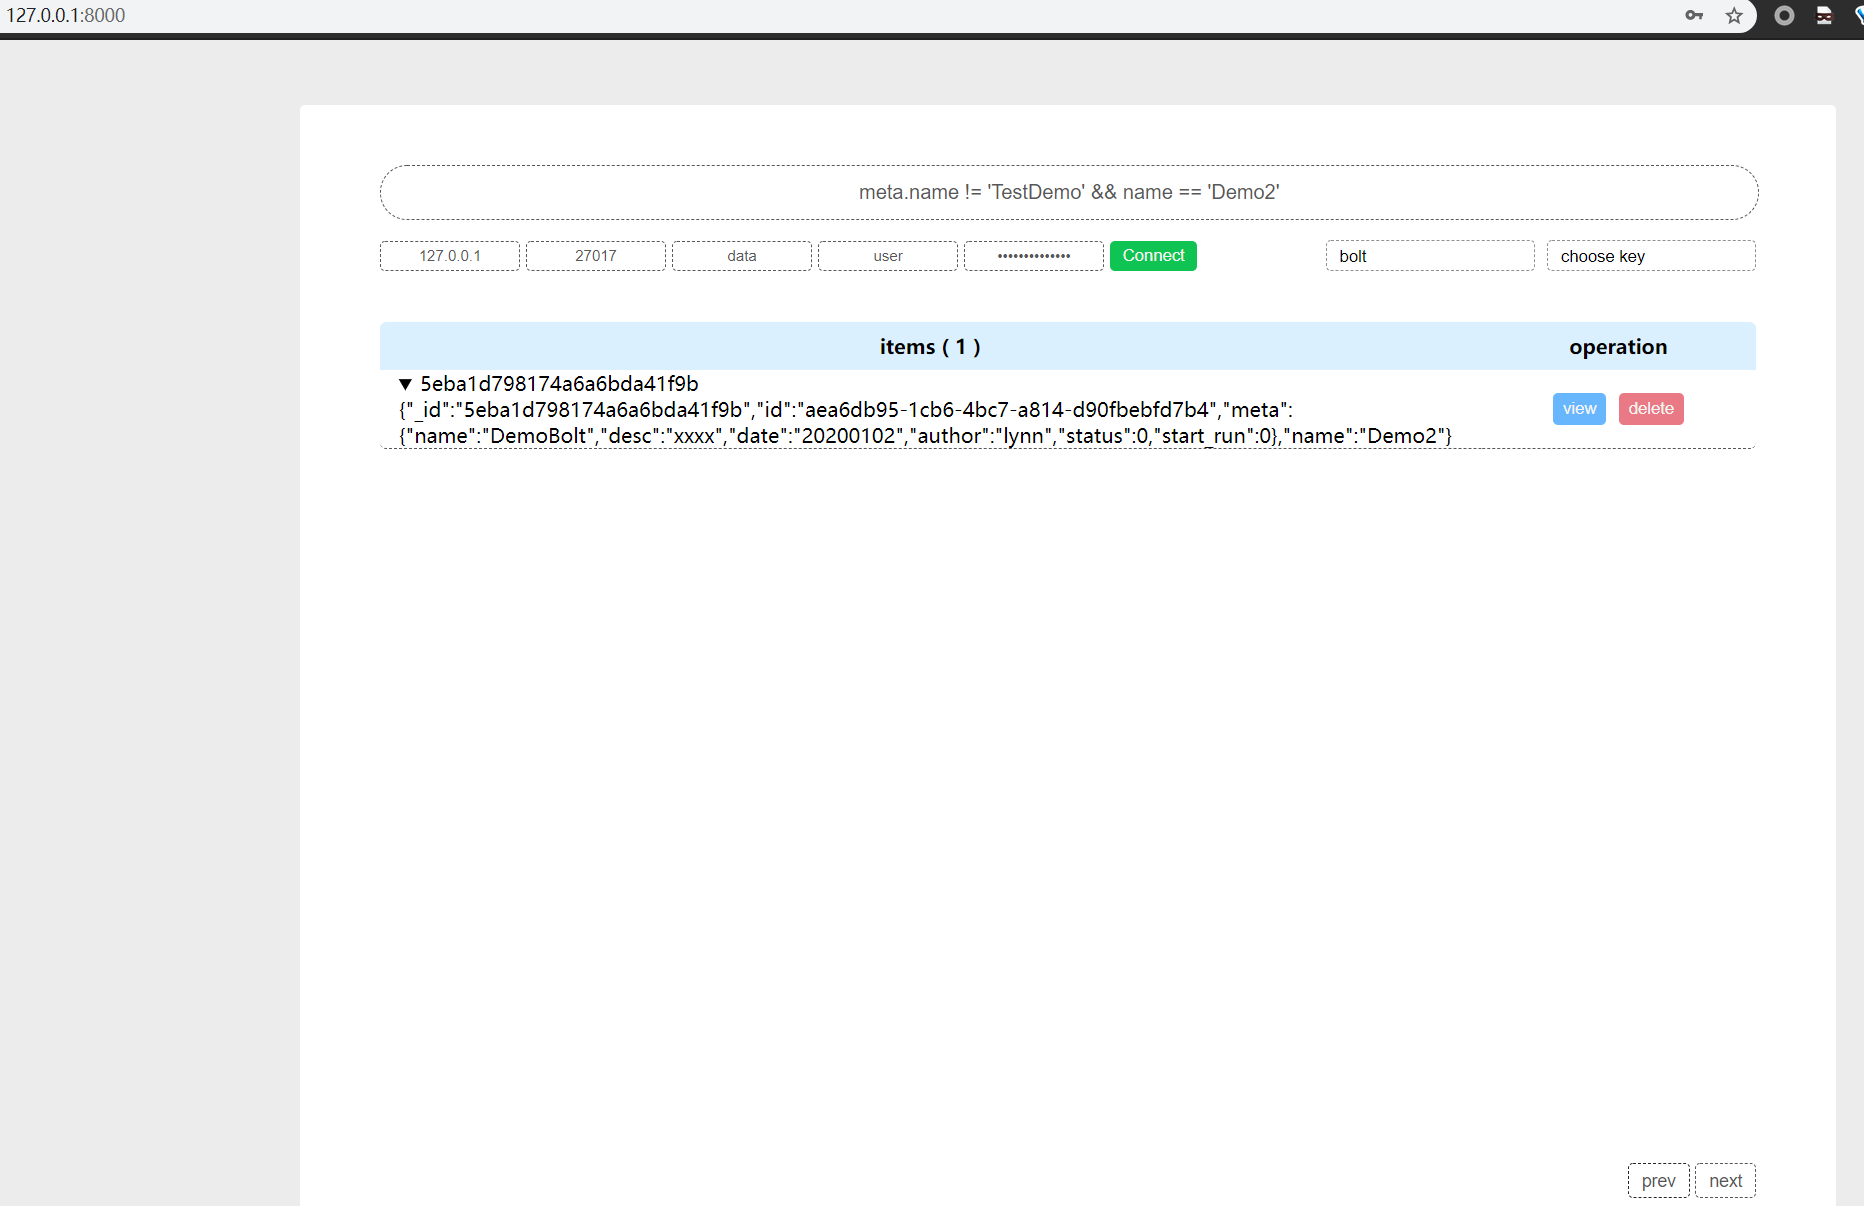 127.0.0.1:8000
meta.name != 'TestDemo' && name == 'Demo2'
127.0.0.1 27017 data user •••••••••••••• Connect bolt choose key
items ( 1 ) operation
▼ 5eba1d798174a6a6bda41f9b
{"_id":"5eba1d798174a6a6bda41f9b","id":"aea6db95-1cb6-4bc7-a814-d90fbebfd7b4","meta":
{"name":"DemoBolt","desc":"xxxx","date":"20200102","author":"lynn","status":0,"start_run":0},"name":"Demo2"}
view delete
prev next